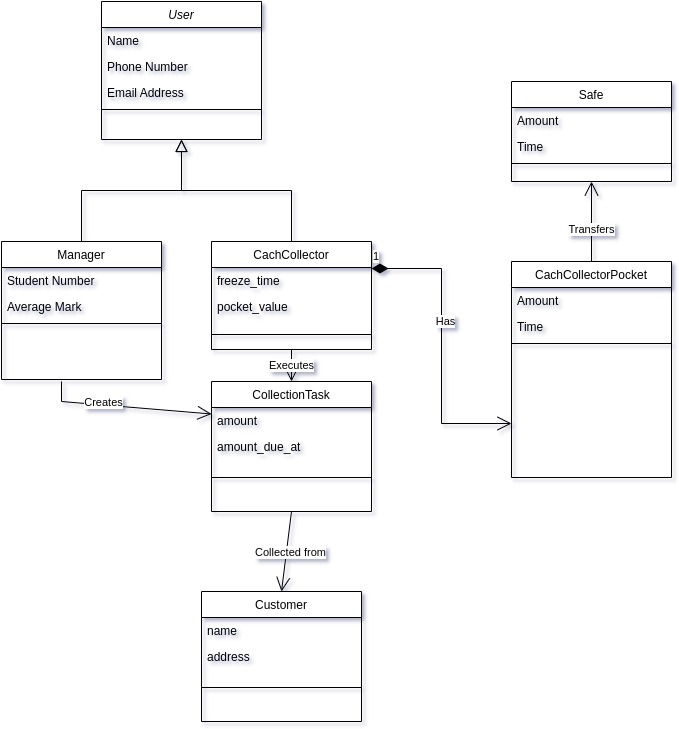 User
Name
Phone Number
Email Address
Safe
Amount
Time
Transfers
Manager
Student Number
Average Mark
CachCollector
freeze_time
pocket_value
1
Has
CachCollectorPocket
Amount
Time
Executes
Creates
CollectionTask
amount
amount_due_at
Collected from
Customer
name
address